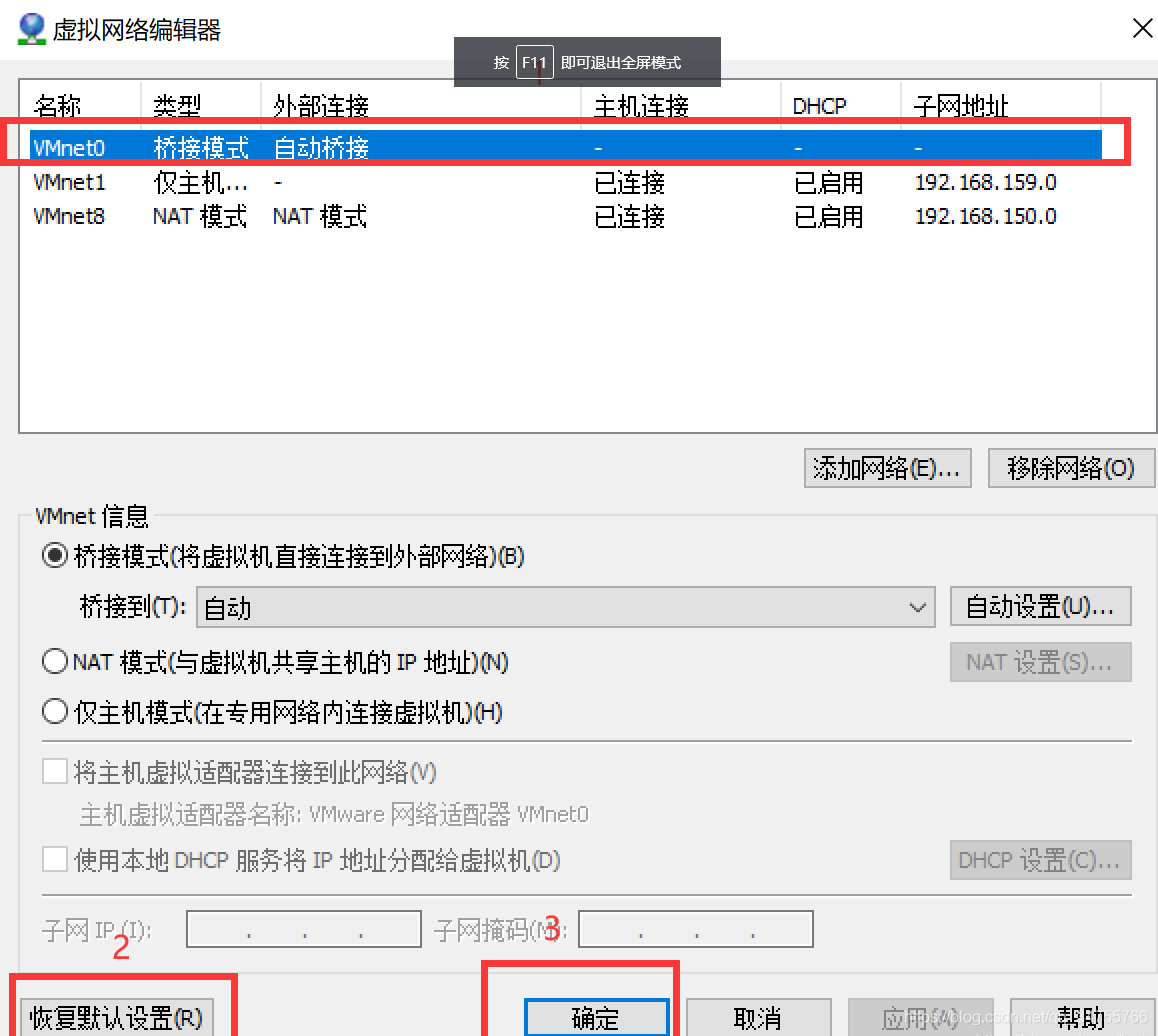 虚拟网络编辑器
按 F11 即可退出全屏模式
1
名称 类型 外部连接 主机连接 DHCP 子网地址
VMnet0 桥接模式 自动桥接 - - -
VMnet1 仅主机... - 已连接 已启用 192.168.159.0
VMnet8 NAT 模式 NAT 模式 已连接 已启用 192.168.150.0
添加网络(E)... 移除网络(O)
VMnet 信息
桥接模式(将虚拟机直接连接到外部网络)(B)
桥接到(T): 自动 自动设置(U)...
NAT 模式(与虚拟机共享主机的 IP 地址)(N) NAT 设置(S)...
仅主机模式(在专用网络内连接虚拟机)(H)
将主机虚拟适配器连接到此网络(V)
主机虚拟适配器名称: VMware 网络适配器 VMnet0
使用本地 DHCP 服务将 IP 地址分配给虚拟机(D) DHCP 设置(C)...
子网 IP (I): . . . 子网掩码(M): . . .
2 3
恢复默认设置(R) 确定 取消 应用(A) 帮助